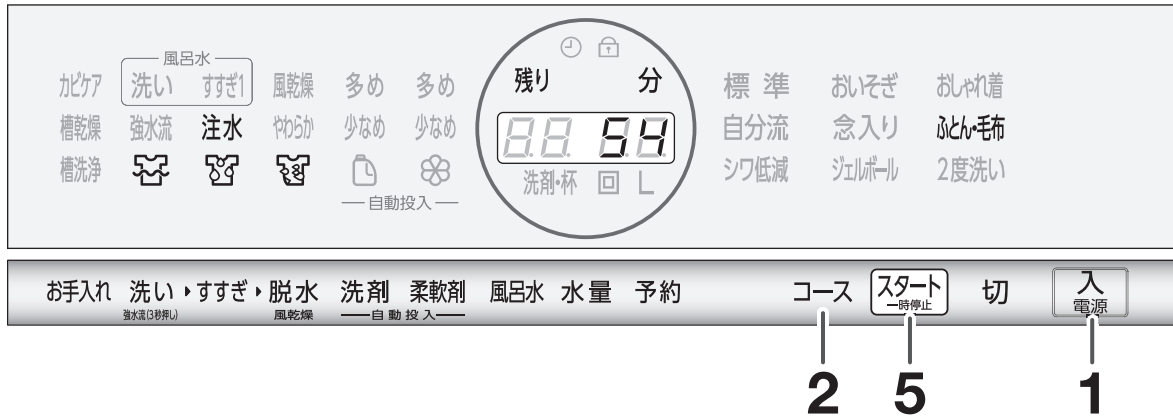 風呂水
カビケア 洗い すすぎ1 風乾燥 多め 多め 残り 分 標準 おいそぎ おしゃれ着
槽乾燥 強水流 注水 やわらか 少なめ 少なめ 54 自分流 念入り ふとん・毛布
槽洗浄 洗剤・杯 回 L シワ低減 ジェルボール 2度洗い
自動投入
お手入れ 洗い すすぎ 脱水 洗剤 柔軟剤 風呂水 水量 予約 コース スタート 切 入
強水流(3秒押し) 風乾燥 自動投入 一時停止 電源
2 5 1